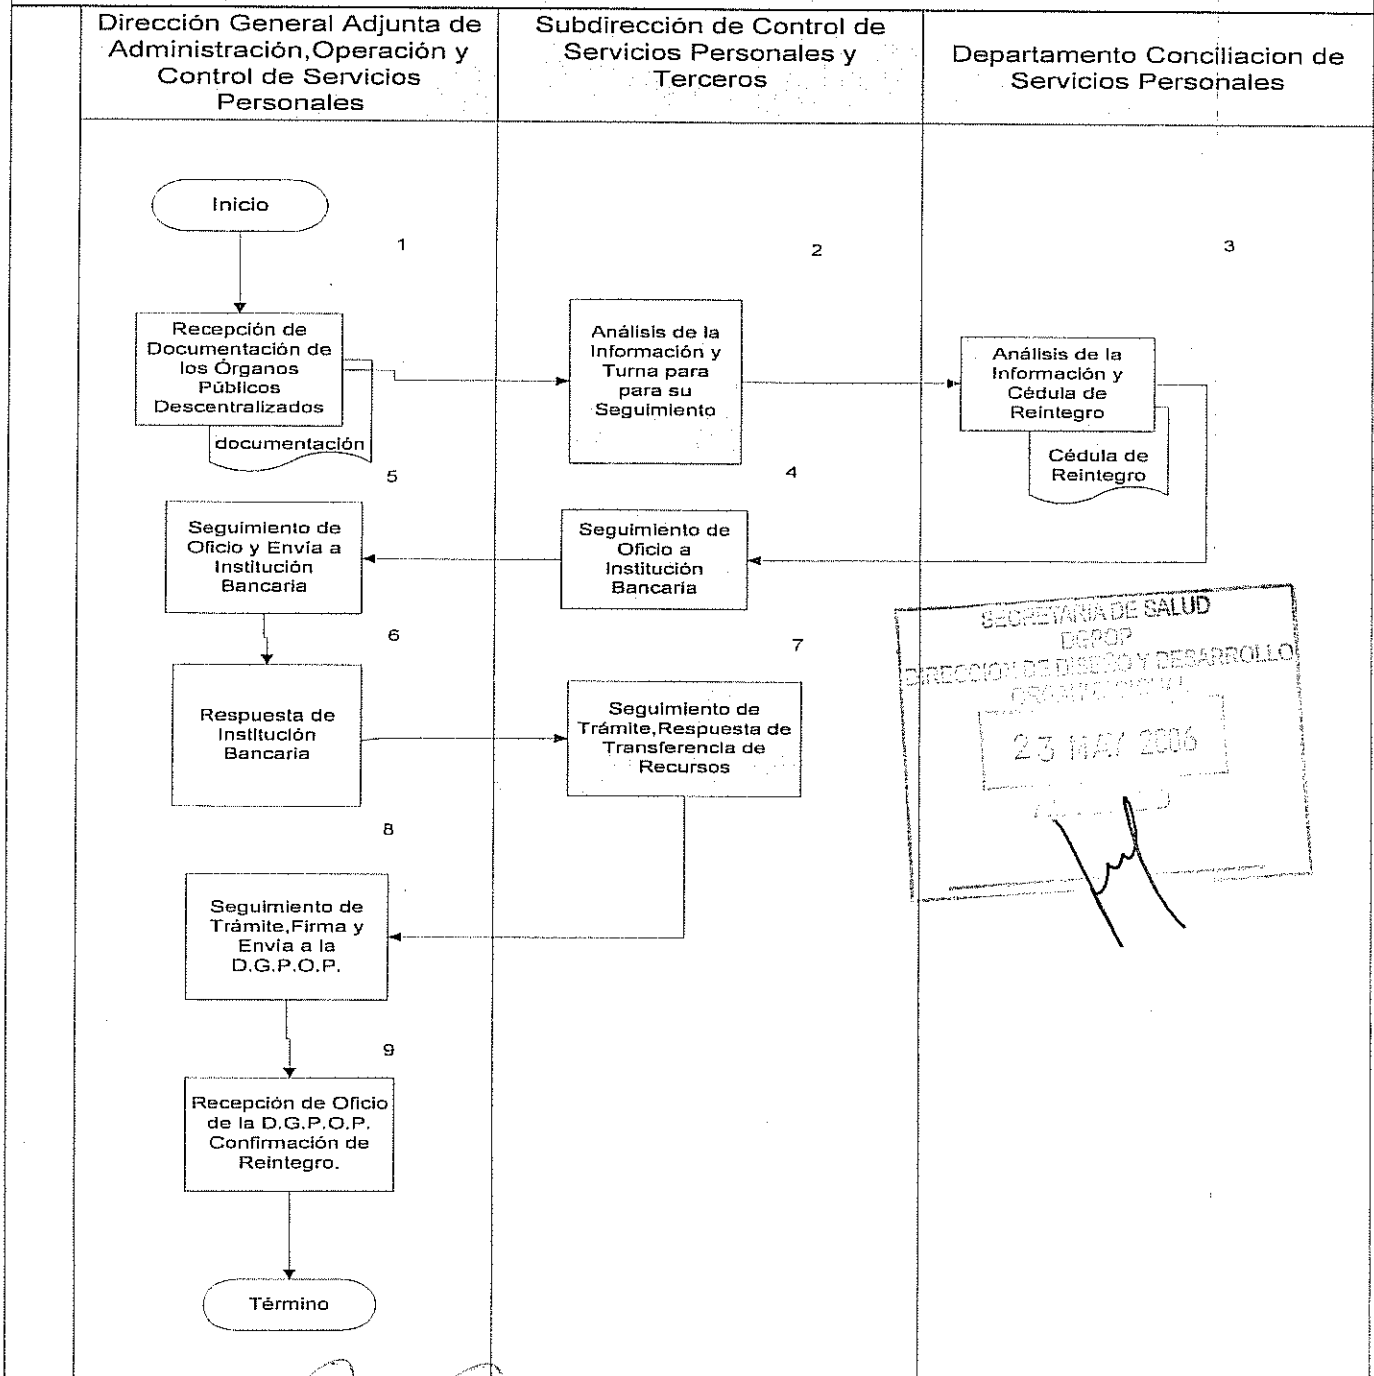 Dirección General Adjunta de
Administración,Operación y
Control de Servicios
Personales
Subdirección de Control de
Servicios Personales y
Terceros
Departamento Conciliacion de
Servicios Personales
Inicio
1
2
3
Recepción de
Documentación de
los Órganos
Públicos
Descentralizados
documentación
Análisis de la
Información y
Turna para
para su
Seguimiento
Análisis de la
Información y
Cédula de
Reintegro
Cédula de
Reintegro
5
4
Seguimiento de
Oficio y Envía a
Institución
Bancaria
Seguimiento de
Oficio a
Institución
Bancaria
6
7
Respuesta de
Institución
Bancaria
Seguimiento de
Trámite,Respuesta de
Transferencia de
Recursos
SECRETARIA DE SALUD
DGPOP
DIRECCION DE DISEÑO Y DESARROLLO
ORGANIZACIONAL
23 MAY 2006
8
Seguimiento de
Trámite,Firma y
Envía a la
D.G.P.O.P.
9
Recepción de Oficio
de la D.G.P.O.P.
Confirmación de
Reintegro.
Término